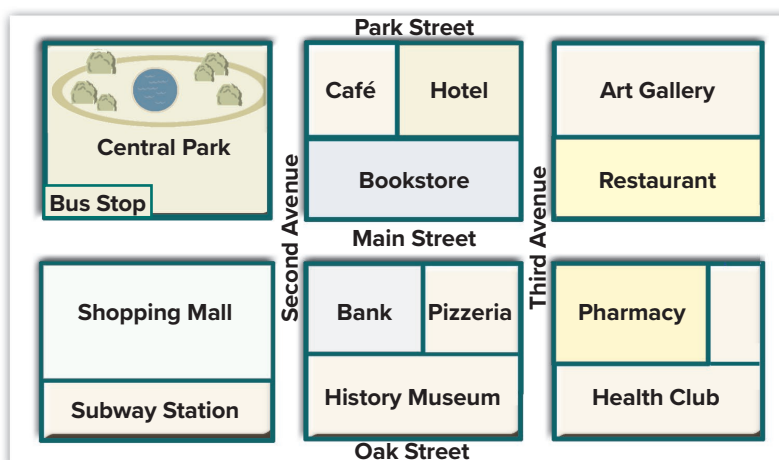 Park Street
Café
Hotel
Art Gallery
Central Park
Bookstore
Restaurant
Bus Stop
Second Avenue
Main Street
Third Avenue
Shopping Mall
Bank
Pizzeria
Pharmacy
Subway Station
History Museum
Health Club
Oak Street